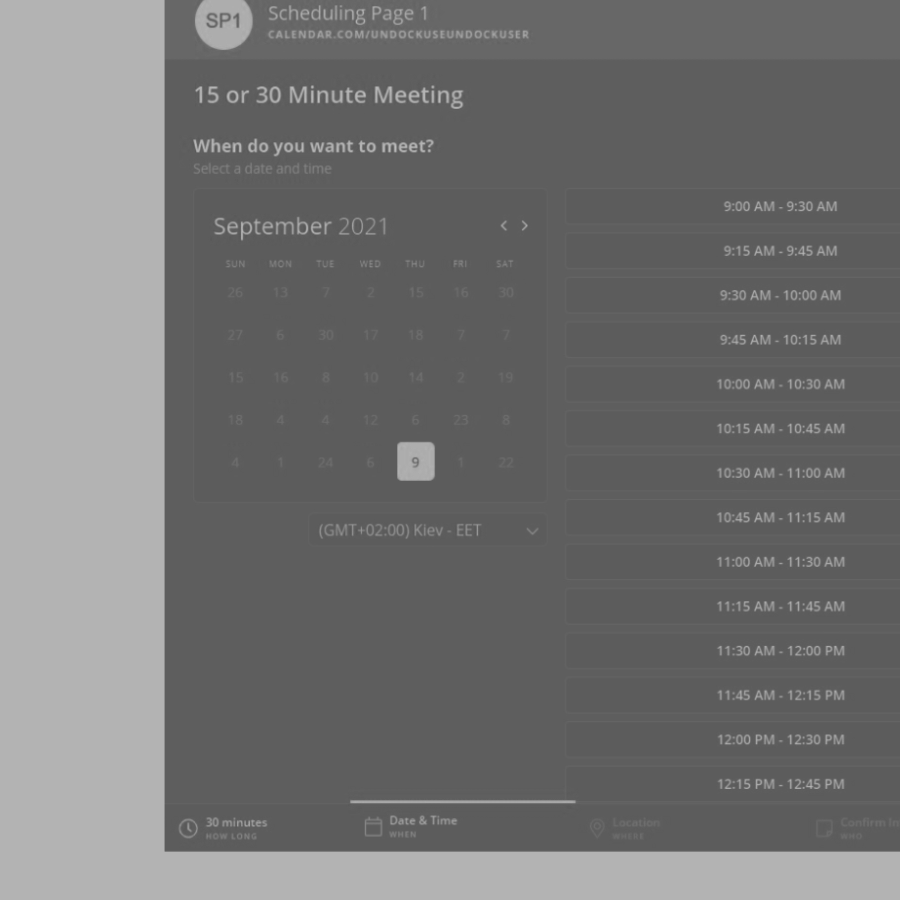 SP1
Scheduling Page 1
CALENDAR.COM/UNDOCKUSEUNDOCKUSER
15 or 30 Minute Meeting
When do you want to meet?
Select a date and time
September 2021
SUN MON TUE WED THU FRI SAT
26 13 7 2 15 16 30
27 6 30 17 18 7 7
15 16 8 10 14 2 19
18 4 4 12 6 23 8
4 1 24 6 9 1 22
(GMT+02:00) Kiev - EET
9:00 AM - 9:30 AM
9:15 AM - 9:45 AM
9:30 AM - 10:00 AM
9:45 AM - 10:15 AM
10:00 AM - 10:30 AM
10:15 AM - 10:45 AM
10:30 AM - 11:00 AM
10:45 AM - 11:15 AM
11:00 AM - 11:30 AM
11:15 AM - 11:45 AM
11:30 AM - 12:00 PM
11:45 AM - 12:15 PM
12:00 PM - 12:30 PM
12:15 PM - 12:45 PM
30 minutes
HOW LONG
Date & Time
WHEN
Location
WHERE
Confirm In
WHO